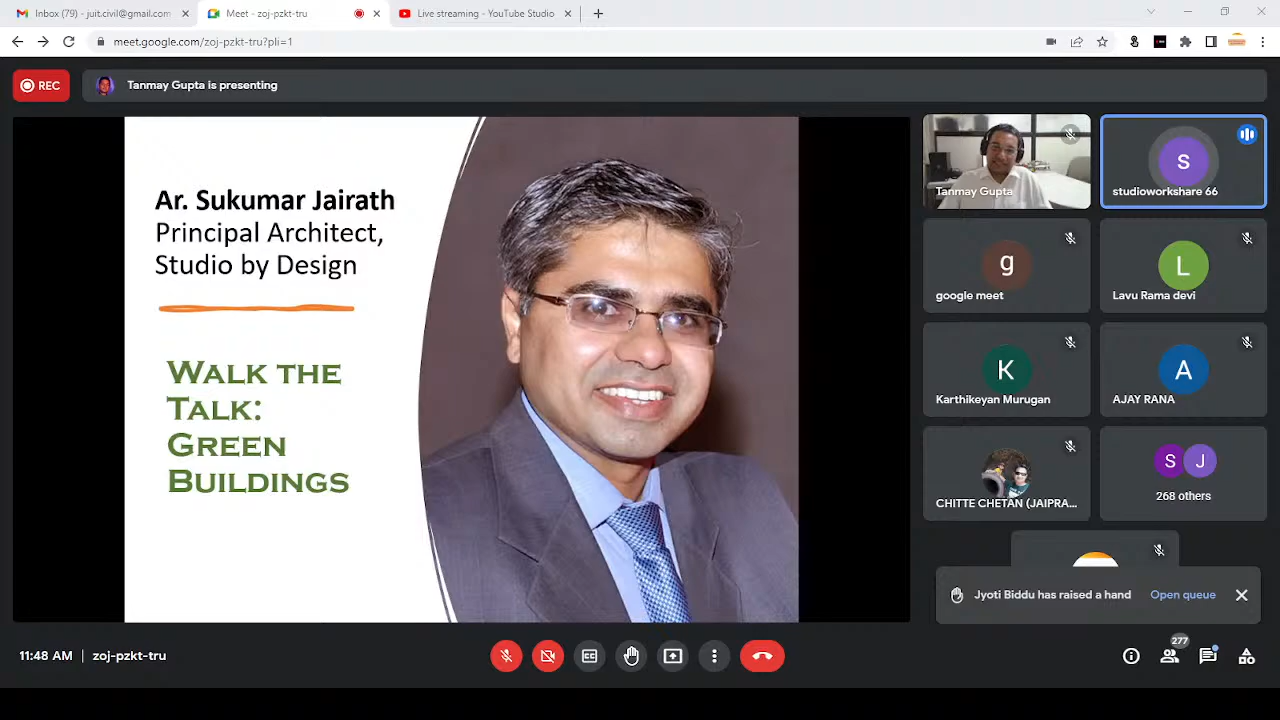 Inbox (79) - juit.civil@gmail.com
Meet - zoj-pzkt-tru
Live streaming - YouTube Studio
meet.google.com/zoj-pzkt-tru?pli=1
REC
Tanmay Gupta is presenting
Ar. Sukumar Jairath
Principal Architect,
Studio by Design
WALK THE
TALK:
GREEN
BUILDINGS
Tanmay Gupta
s
studioworkshare 66
g
google meet
L
Lavu Rama devi
K
Karthikeyan Murugan
A
AJAY RANA
CHITTE CHETAN (JAIPRA...
S J
268 others
Jyoti Biddu has raised a hand Open queue
11:48 AM | zoj-pzkt-tru
277